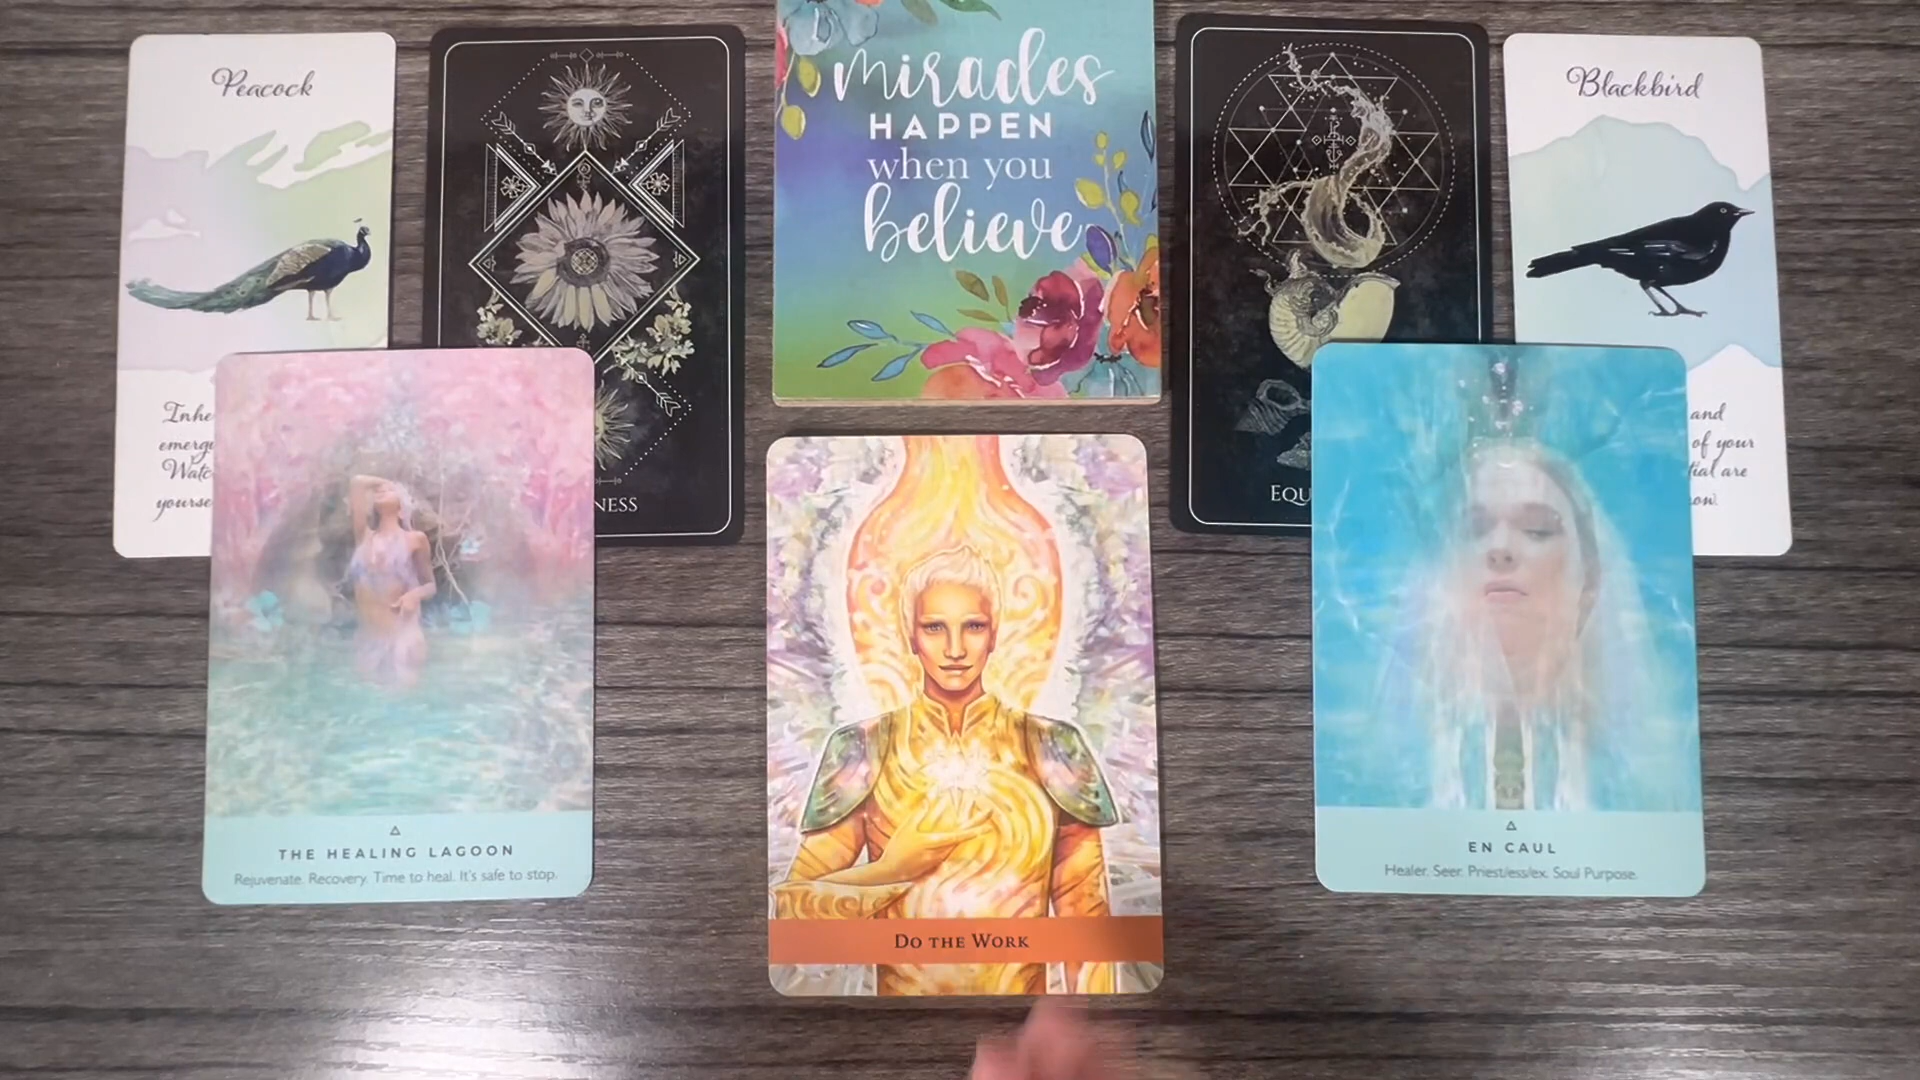 Peacock
miracles
HAPPEN
when you
believe
Blackbird
NESS
EQU
and
of your
THE HEALING LAGOON
Rejuvenate. Recovery. Time to heal. It's safe to stop.
DO THE WORK
EN CAUL
Healer. Seer. Priest/ess/ex. Soul Purpose.